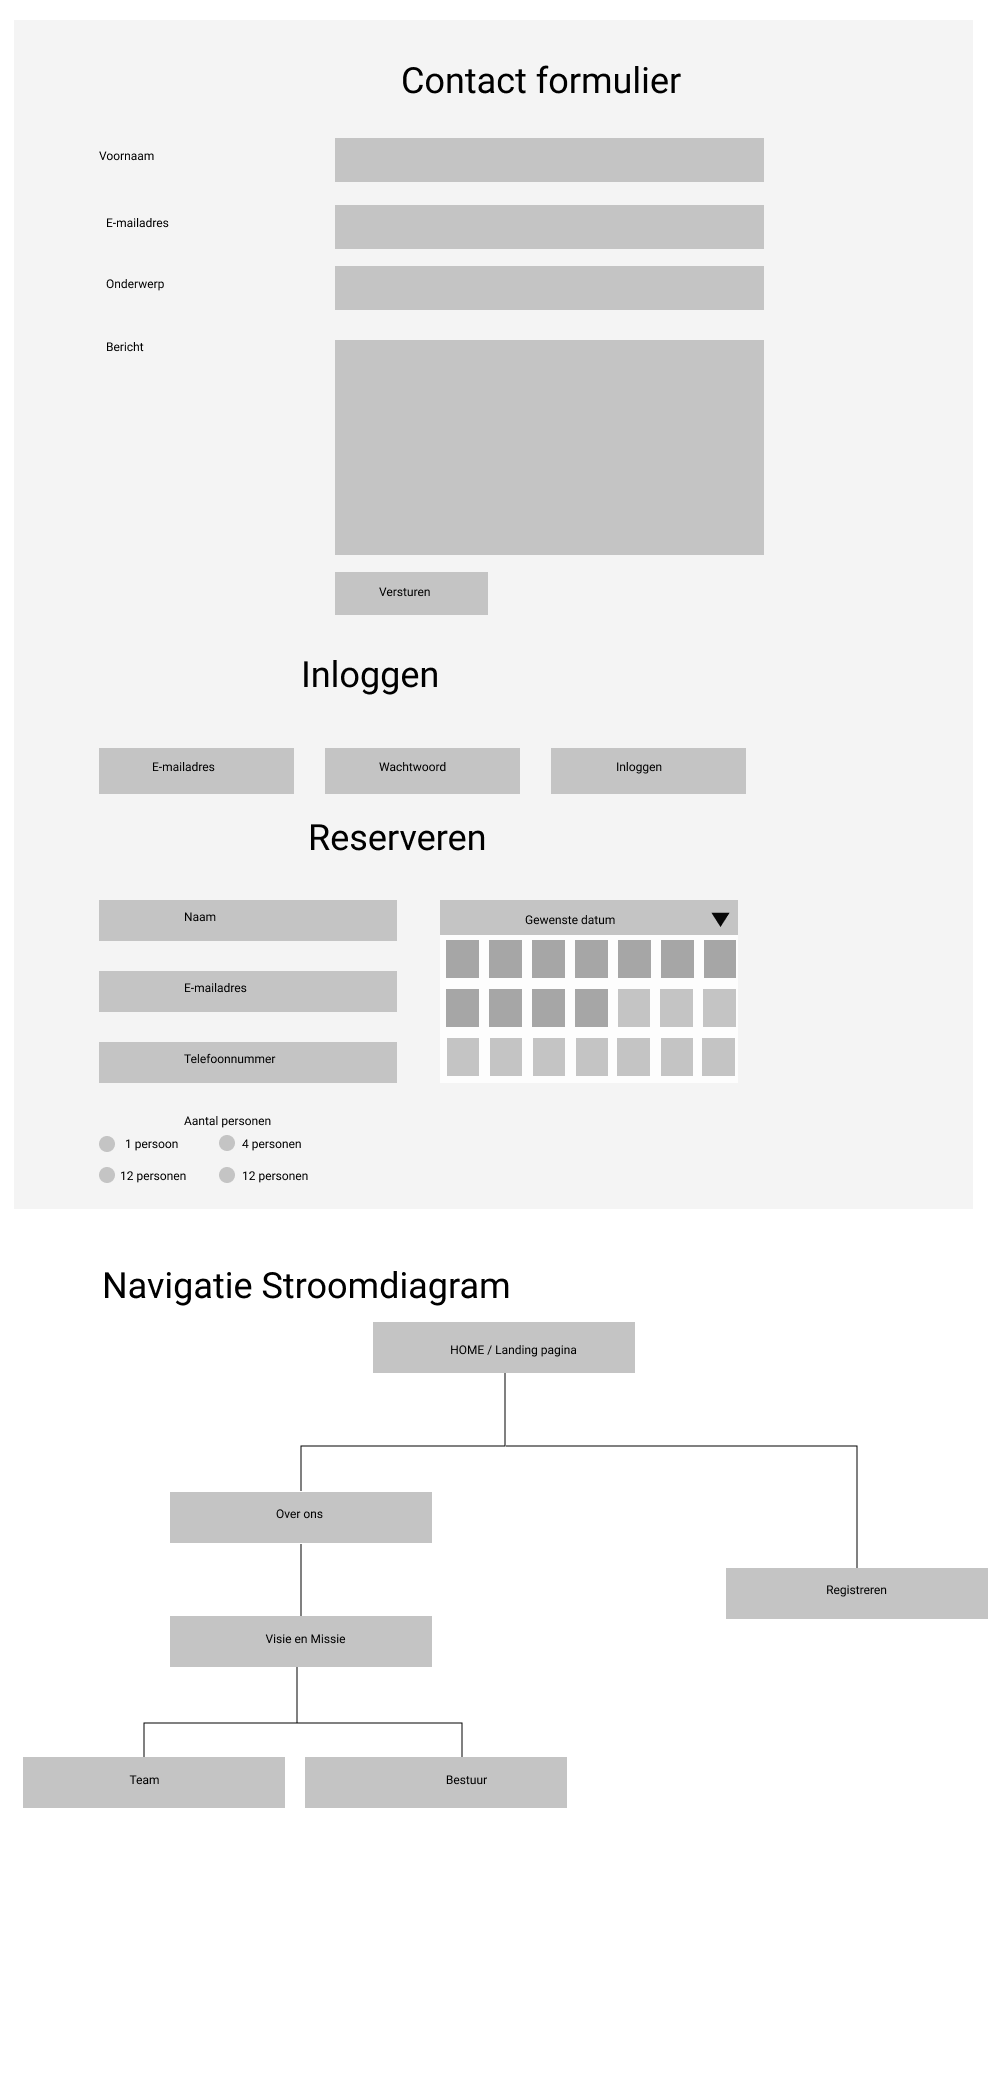 Contact formulier
Voornaam
E-mailadres
Onderwerp
Bericht
Versturen
Inloggen
E-mailadres
Wachtwoord
Inloggen
Reserveren
Naam
Gewenste datum
E-mailadres
Telefoonnummer
Aantal personen
1 persoon
4 personen
12 personen
12 personen
Navigatie Stroomdiagram
HOME / Landing pagina
Over ons
Registreren
Visie en Missie
Team
Bestuur